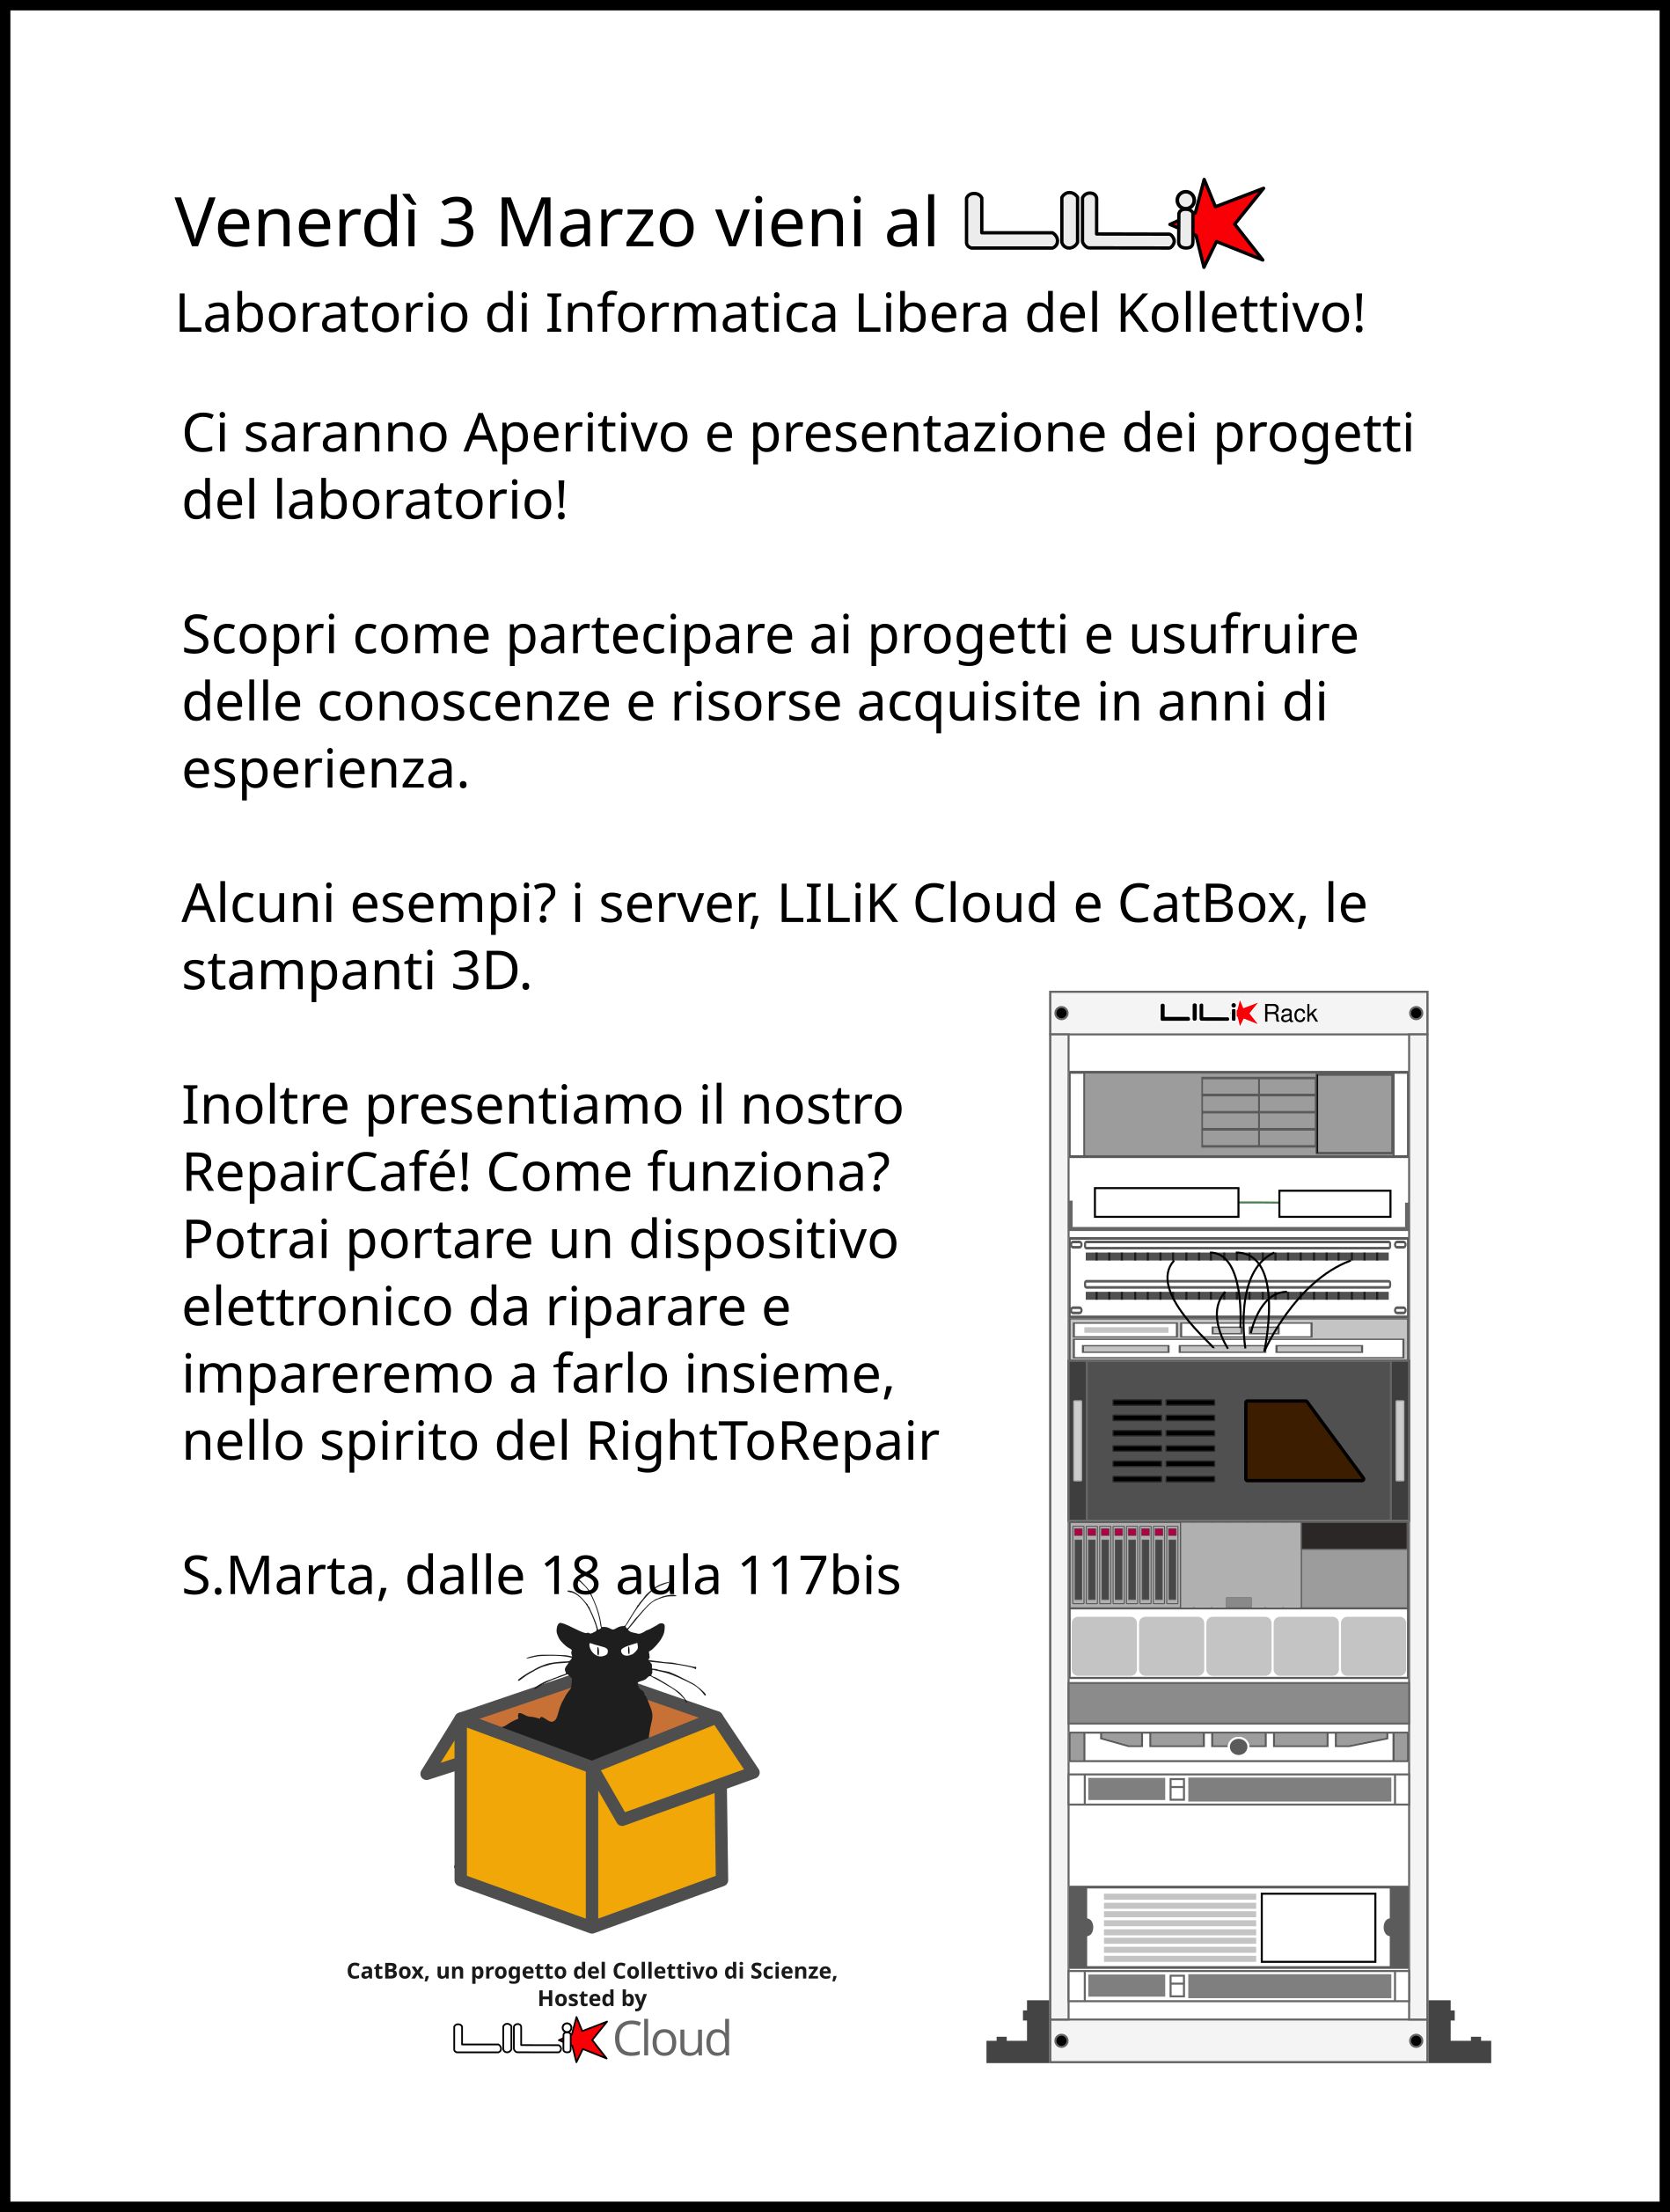 Venerdì 3 Marzo vieni al LILiK
Laboratorio di Informatica Libera del Kollettivo!
Ci saranno Aperitivo e presentazione dei progetti
del laboratorio!
Scopri come partecipare ai progetti e usufruire
delle conoscenze e risorse acquisite in anni di
esperienza.
Alcuni esempi? i server, LILiK Cloud e CatBox, le
stampanti 3D.
LILiK Rack
Inoltre presentiamo il nostro
RepairCafé! Come funziona?
Potrai portare un dispositivo
elettronico da riparare e
impareremo a farlo insieme,
nello spirito del RightToRepair
S.Marta, dalle 18 aula 117bis
CatBox, un progetto del Collettivo di Scienze,
Hosted by
LILiK Cloud